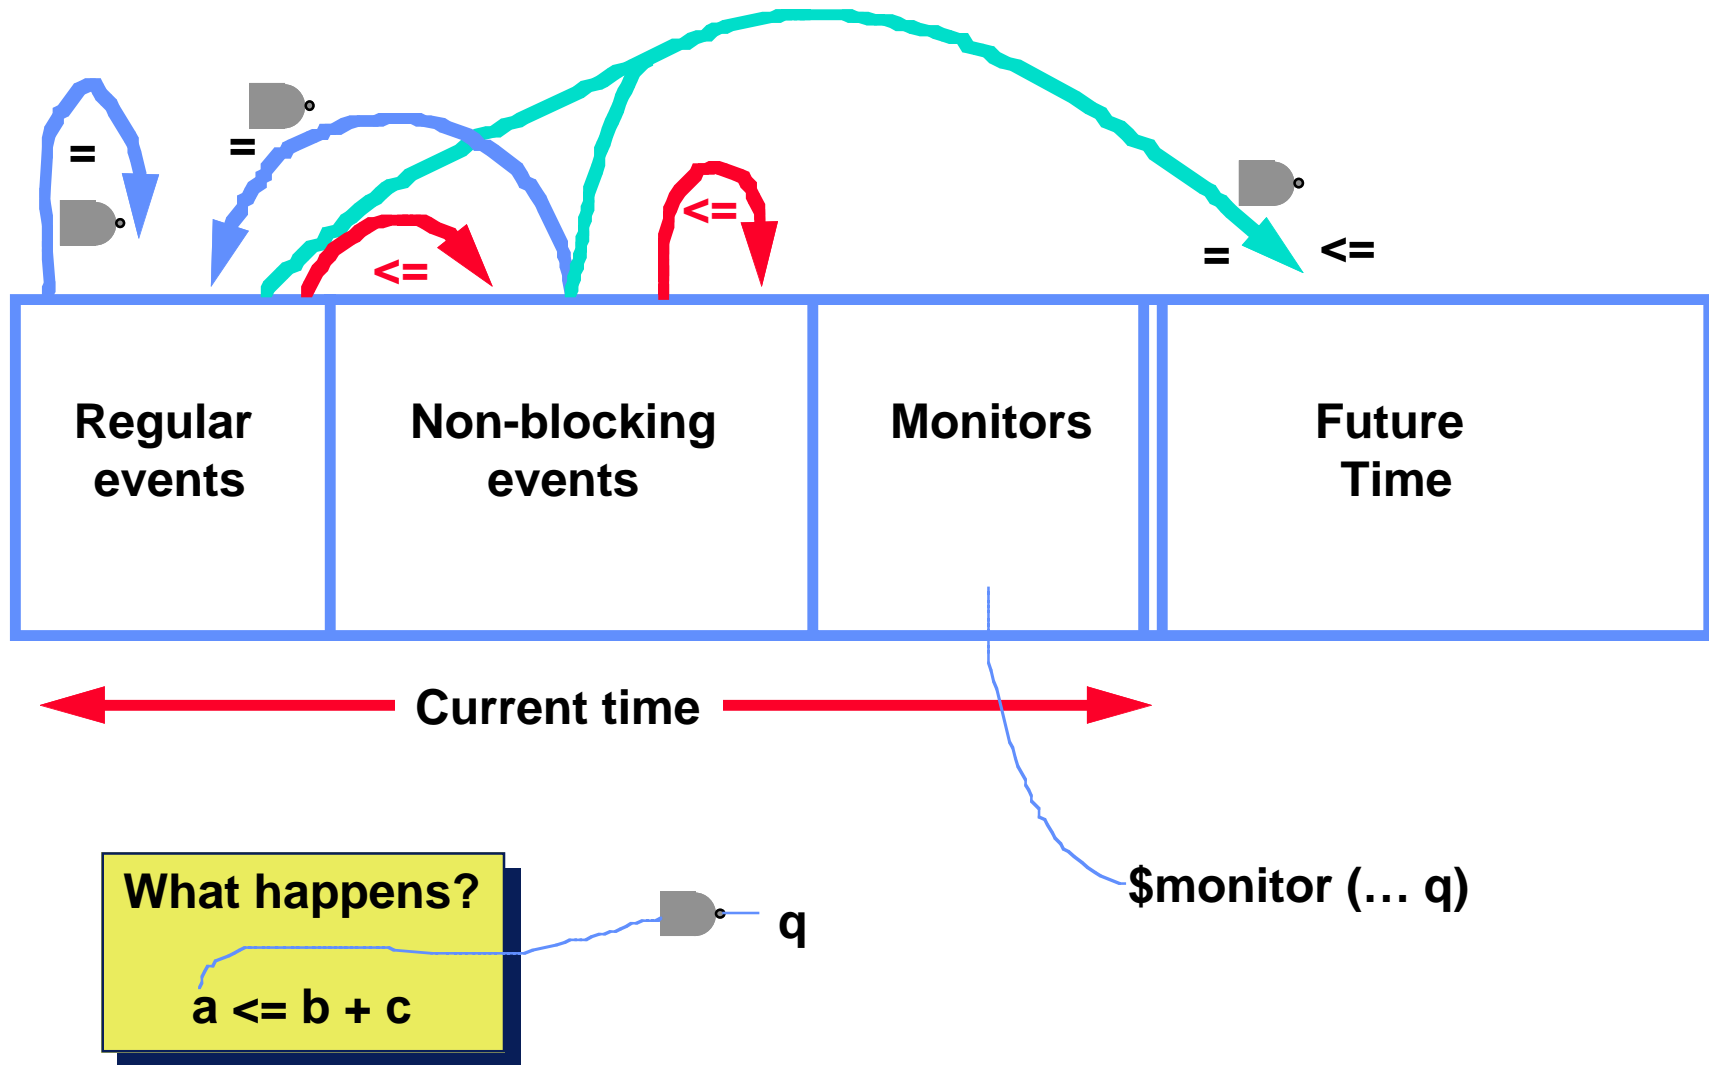 =
=
<=
<=
=
<=
Regular
events
Non-blocking
events
Monitors
Future
Time
Current time
What happens?
a <= b + c
q
$monitor (… q)